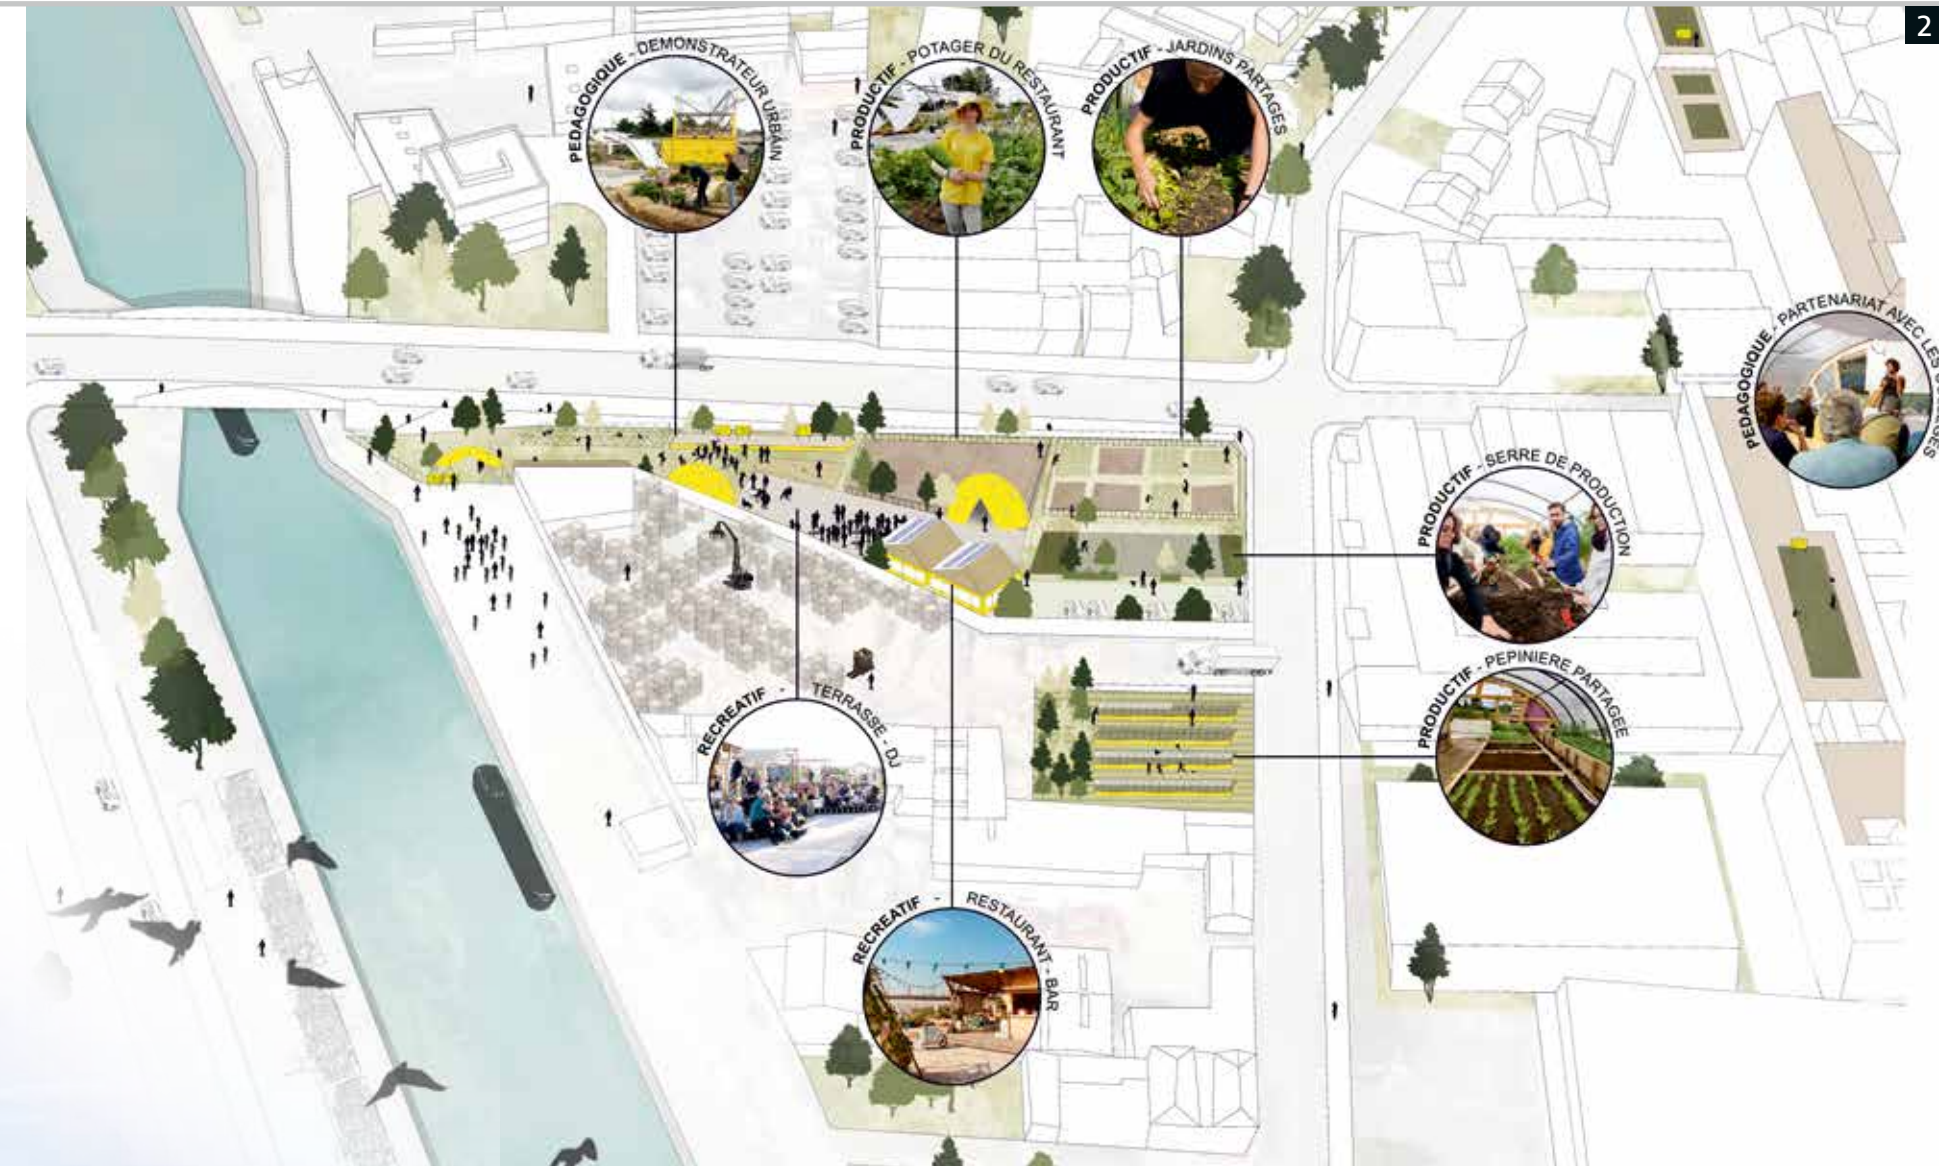 2
PEDAGOGIQUE - DEMONSTRATEUR URBAIN
PRODUCTIF - POTAGER DU RESTAURANT
PRODUCTIF - JARDINS PARTAGES
PEDAGOGIQUE - PARTENARIAT AVEC LES
PRODUCTIF - SERRE DE PRODUCTION
PRODUCTIF - PEPINIERE PARTAGEE
RECREATIF - TERRASSE - DJ
RECREATIF - RESTAURANT - BAR